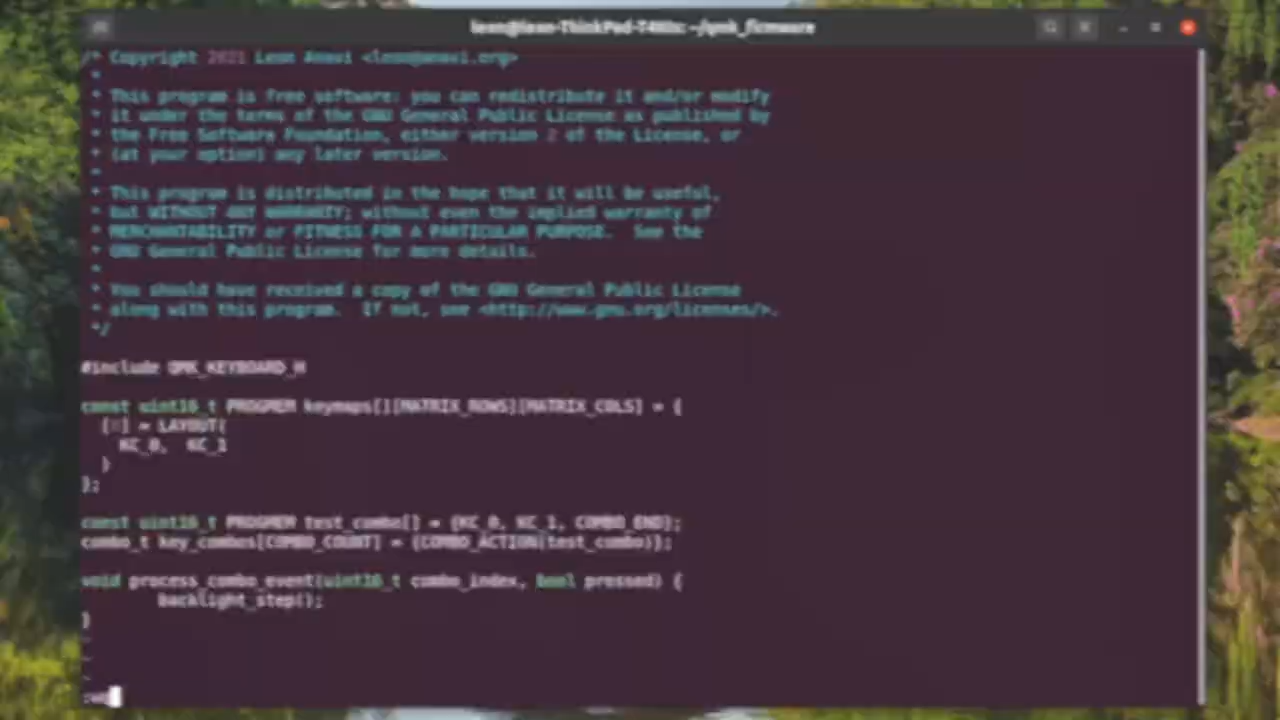 leon@leon-ThinkPad-T460s: ~/qmk_firmware
/* Copyright 2021 Leon Anavi <leon@anavi.org>
 *
 * This program is free software: you can redistribute it and/or modify
 * it under the terms of the GNU General Public License as published by
 * the Free Software Foundation, either version 2 of the License, or
 * (at your option) any later version.
 *
 * This program is distributed in the hope that it will be useful,
 * but WITHOUT ANY WARRANTY; without even the implied warranty of
 * MERCHANTABILITY or FITNESS FOR A PARTICULAR PURPOSE.  See the
 * GNU General Public License for more details.
 *
 * You should have received a copy of the GNU General Public License
 * along with this program.  If not, see <http://www.gnu.org/licenses/>.
 */
#include QMK_KEYBOARD_H
const uint16_t PROGMEM keymaps[][MATRIX_ROWS][MATRIX_COLS] = {
  [0] = LAYOUT(
    KC_0,  KC_1
  )
};
const uint16_t PROGMEM test_combo[] = {KC_0, KC_1, COMBO_END};
combo_t key_combos[COMBO_COUNT] = {COMBO_ACTION(test_combo)};
void process_combo_event(uint16_t combo_index, bool pressed) {
        backlight_step();
}
~
~
~
:wq